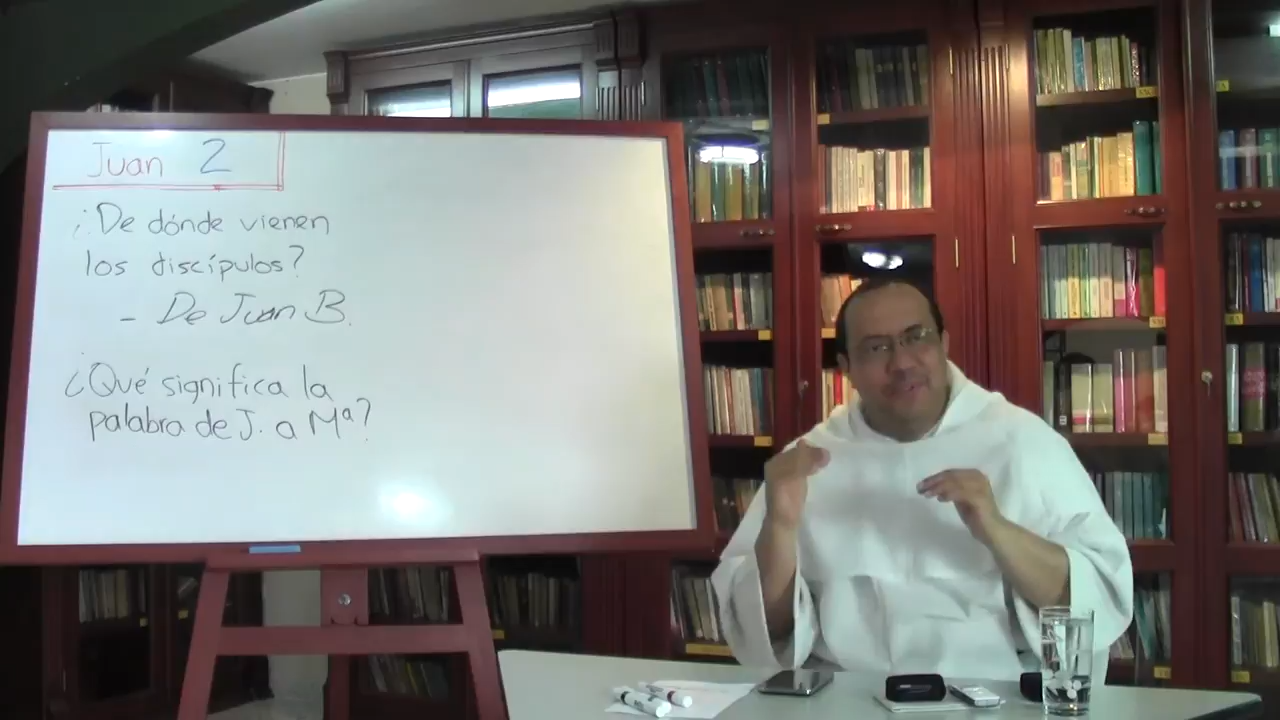 Juan 2
¿De dónde vienen
los discípulos?
- De Juan B.
¿Qué significa la
palabra de J. a Mª?